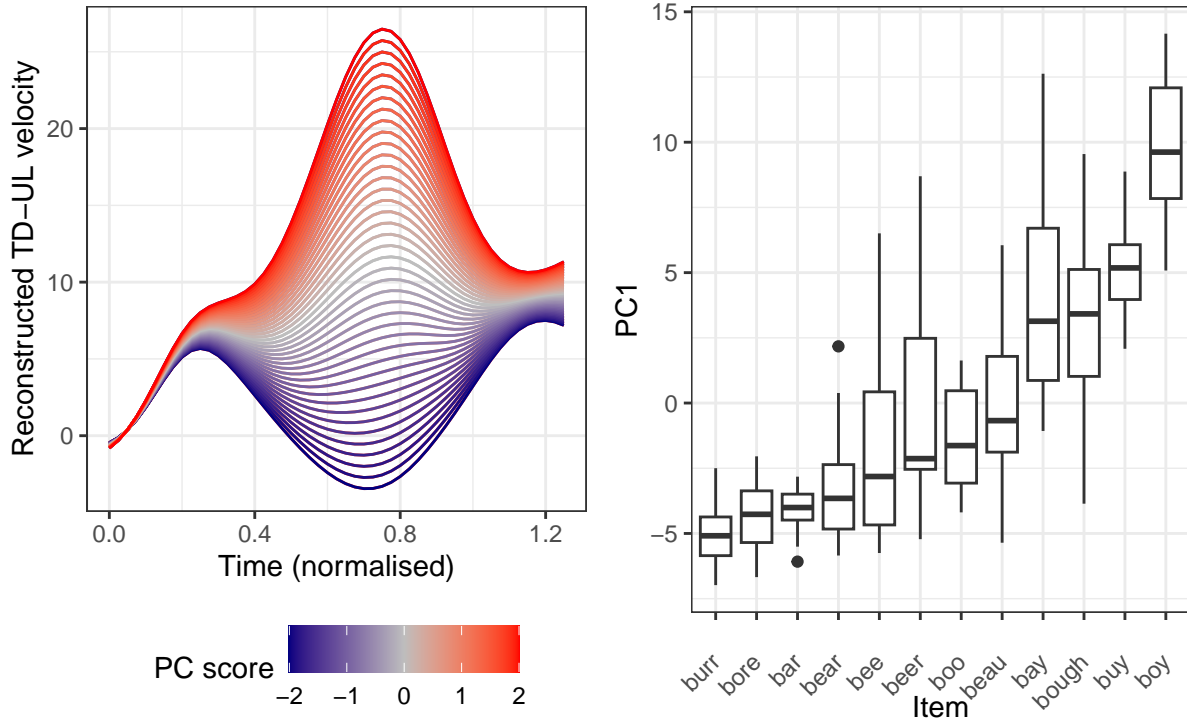 Reconstructed TD−UL velocity
20
10
0
0.0 0.4 0.8 1.2
Time (normalised)
PC score
−2 −1 0 1 2
PC1
15
10
5
0
−5
burr bore bar bear bee beer boo beau bay bough buy boy
Item